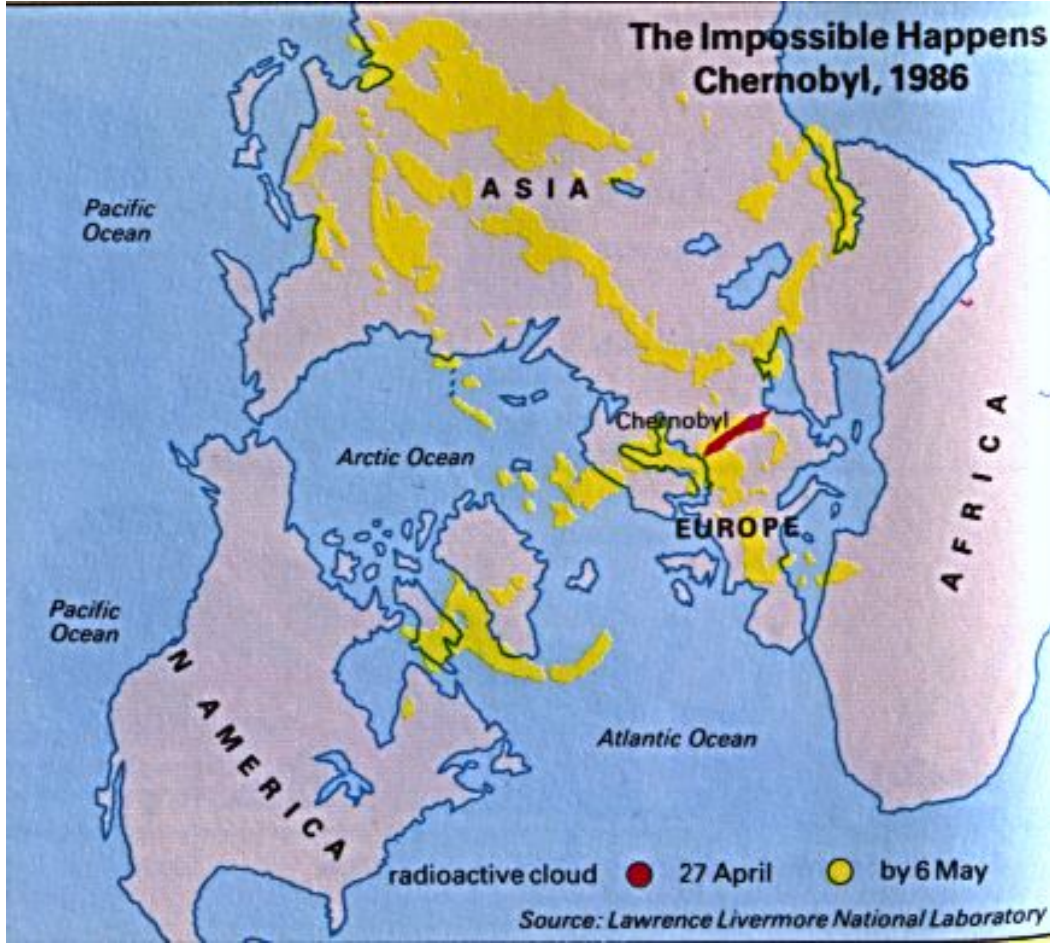 The Impossible Happens
Chernobyl, 1986
ASIA
Pacific
Ocean
Chernobyl
Arctic Ocean
EUROPE
AFRICA
Pacific
Ocean
N AMERICA
Atlantic Ocean
radioactive cloud 27 April by 6 May
Source: Lawrence Livermore National Laboratory